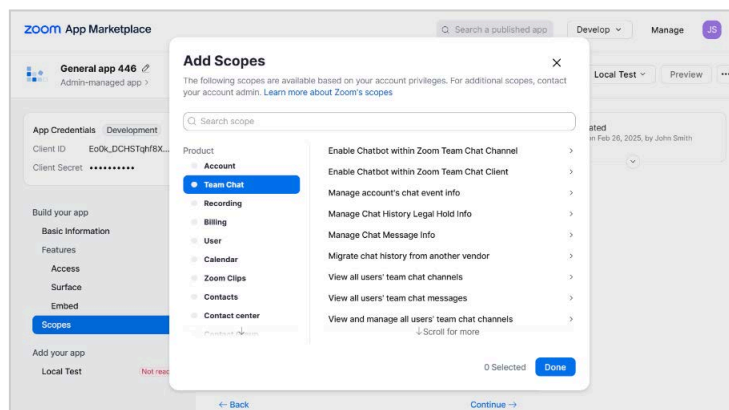 zoom App Marketplace
Search a published app
Develop
Manage
JS
General app 446
Admin-managed app >
Local Test
Preview
App Credentials Development
Client ID Eo0k_DCHSTqhf8X...
Client Secret
Build your app
Basic Information
Features
Access
Surface
Embed
Scopes
Add your app
Local Test
Add Scopes
The following scopes are available based on your account privileges. For additional scopes, contact
your account admin. Learn more about Zoom's scopes
Search scope
Product
Account
Team Chat
Recording
Billing
User
Calendar
Zoom Clips
Contacts
Contact center
Enable Chatbot within Zoom Team Chat Channel
Enable Chatbot within Zoom Team Chat Client
Manage account's chat event info
Manage Chat History Legal Hold Info
Manage Chat Message Info
Migrate chat history from another vendor
View all users' team chat channels
View all users' team chat messages
View and manage all users' team chat channels
↓ Scroll for more
0 Selected
Done
on Feb 26, 2025, by John Smith
← Back
Continue →